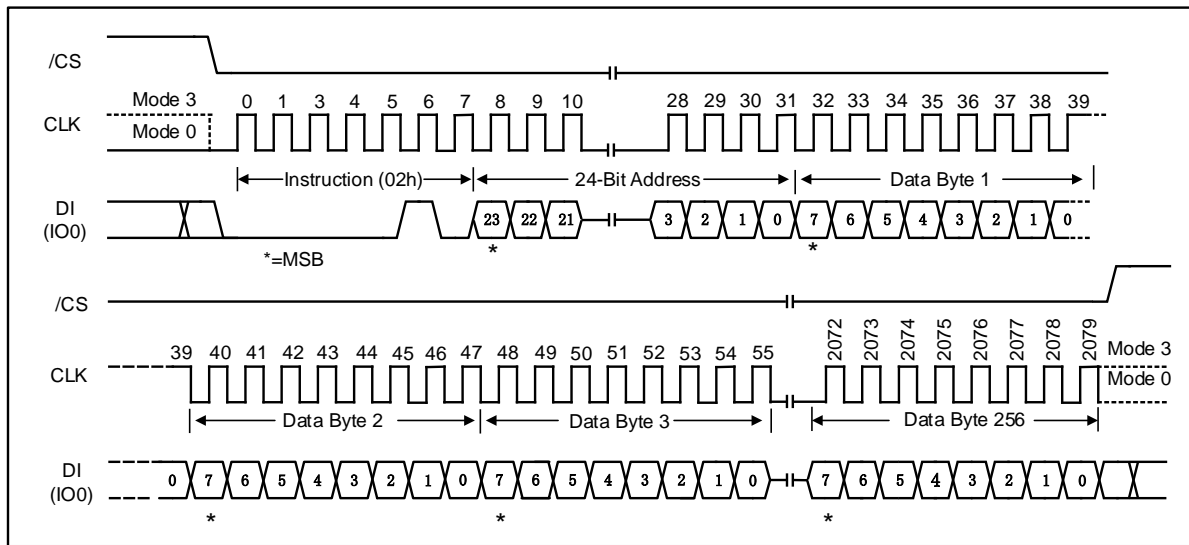 /CS
Mode 3 0 1 3 4 5 6 7 8 9 10 28 29 30 31 32 33 34 35 36 37 38 39
CLK Mode 0
Instruction (02h) 24-Bit Address Data Byte 1
DI (IO0) 23 22 21 3 2 1 0 7 6 5 4 3 2 1 0
*=MSB * *
/CS
39 40 41 42 43 44 45 46 47 48 49 50 51 52 53 54 55 2072 2073 2074 2075 2076 2077 2078 2079 Mode 3
CLK Mode 0
Data Byte 2 Data Byte 3 Data Byte 256
DI (IO0) 0 7 6 5 4 3 2 1 0 7 6 5 4 3 2 1 0 7 6 5 4 3 2 1 0
* * *